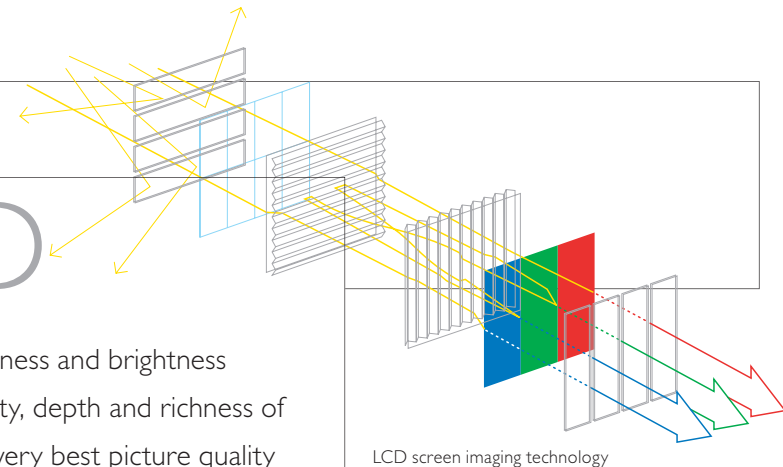 ness and brightness
ty, depth and richness of
very best picture quality
LCD screen imaging technology